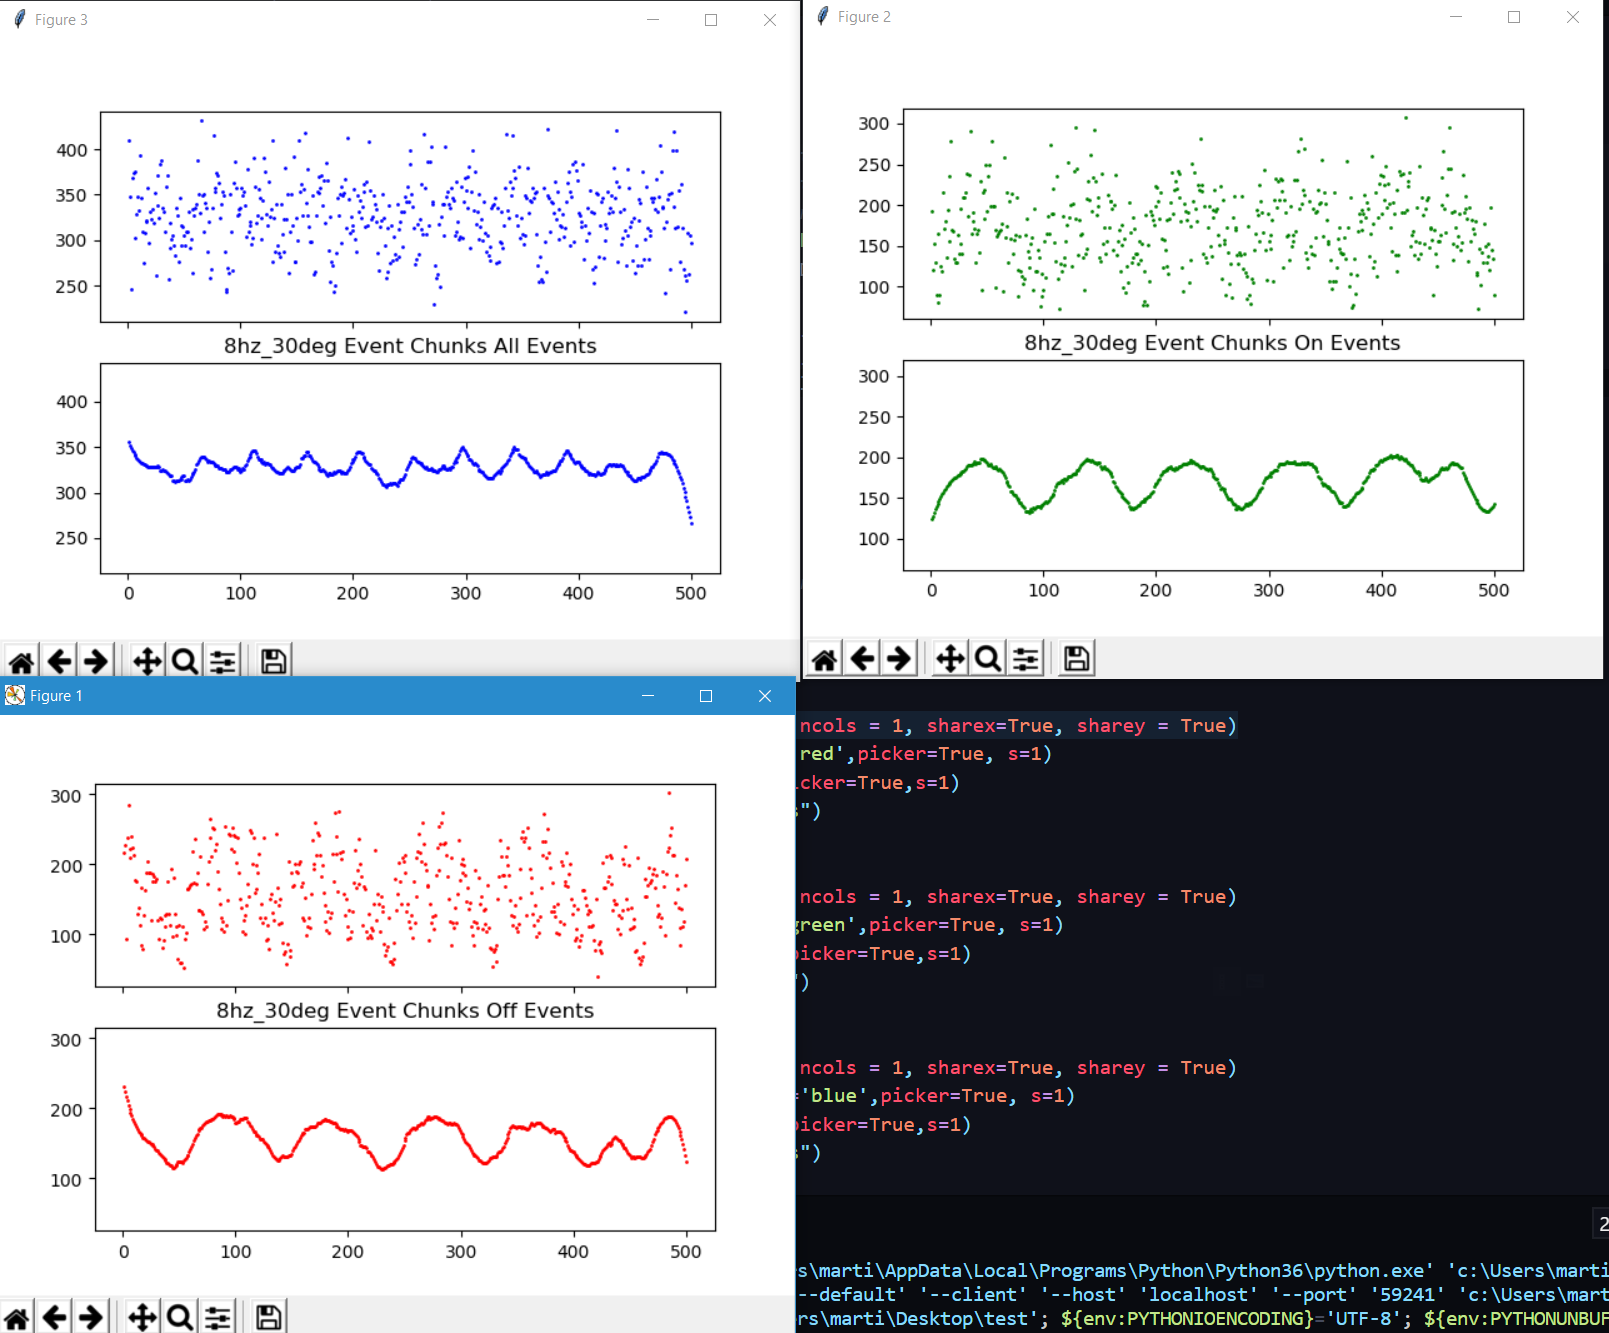 Figure 3
400
350
300
250
8hz_30deg Event Chunks All Events
400
350
300
250
0 100 200 300 400 500
Figure 2
300
250
200
150
100
8hz_30deg Event Chunks On Events
300
250
200
150
100
0 100 200 300 400 500
Figure 1
300
200
100
8hz_30deg Event Chunks Off Events
300
200
100
0 100 200 300 400 500
ncols = 1, sharex=True, sharey = True)
red',picker=True, s=1)
icker=True,s=1)
")
ncols = 1, sharex=True, sharey = True)
green',picker=True, s=1)
picker=True,s=1)
')
ncols = 1, sharex=True, sharey = True)
='blue',picker=True, s=1)
picker=True,s=1)
")
2
s\marti\AppData\Local\Programs\Python\Python36\python.exe' 'c:\Users\marti
--default' '--client' '--host' 'localhost' '--port' '59241' 'c:\Users\mart
rs\marti\Desktop\test'; ${env:PYTHONIOENCODING}='UTF-8'; ${env:PYTHONUNBUF